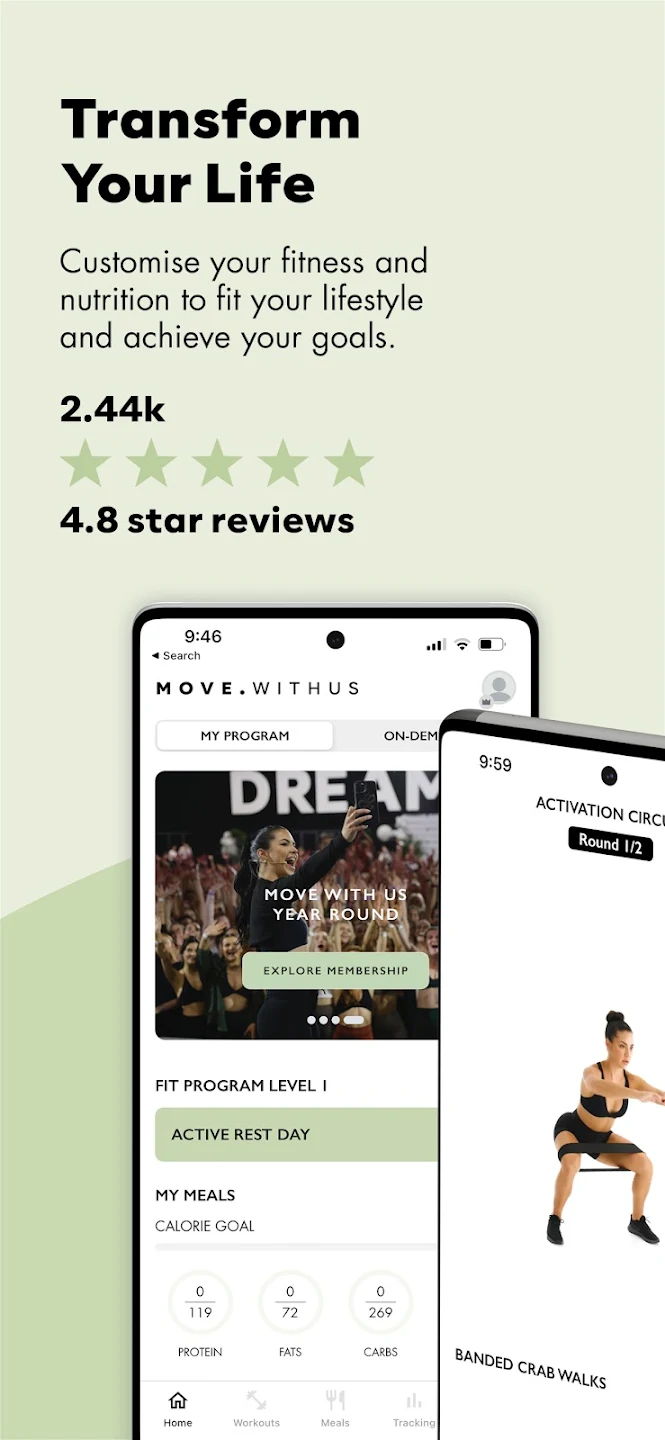 Transform
Your Life
Customise your fitness and
nutrition to fit your lifestyle
and achieve your goals.
2.44k
4.8 star reviews
9:46
Search
MOVE.WITHUS
MY PROGRAM
ON-DEM
DREAM
MOVE WITH US
YEAR ROUND
EXPLORE MEMBERSHIP
FIT PROGRAM LEVEL 1
ACTIVE REST DAY
MY MEALS
CALORIE GOAL
0 0 0
119 72 269
PROTEIN FATS CARBS
Home Workouts Meals Tracking
9:59
ACTIVATION CIRCU
Round 1/2
BANDED CRAB WALKS